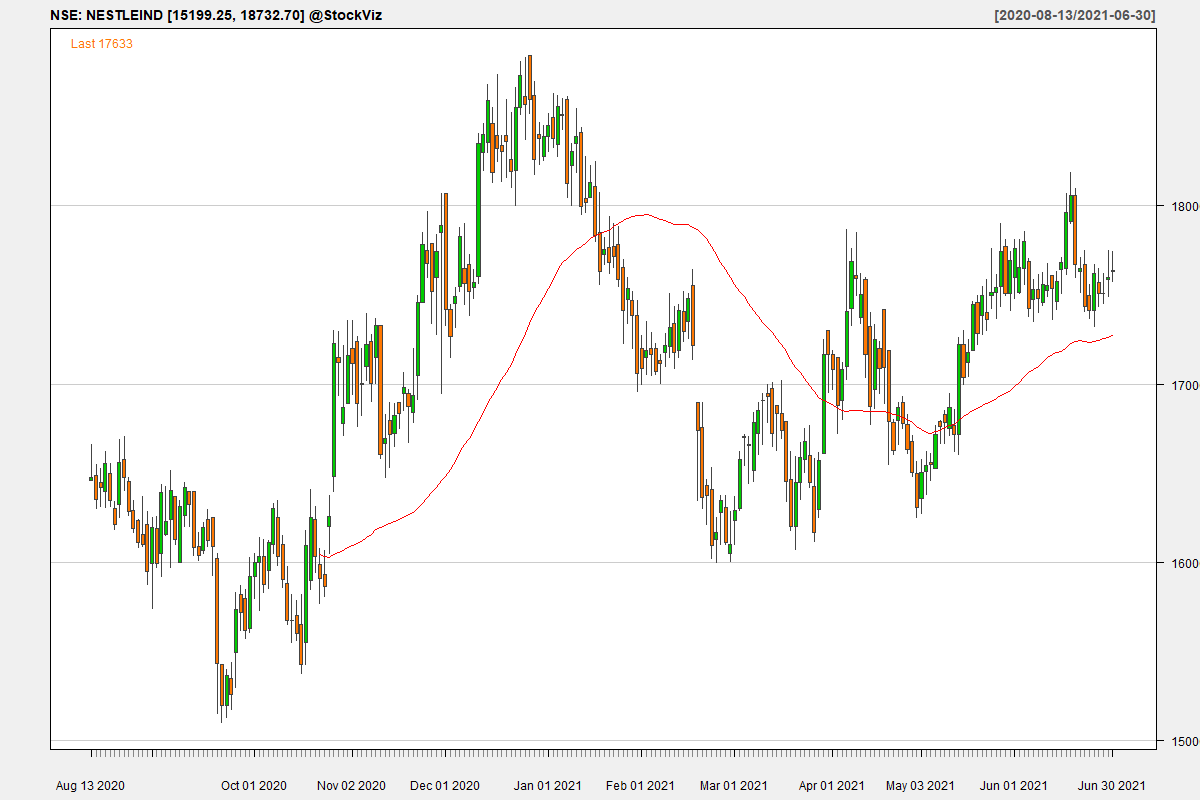 NSE: NESTLEIND [15199.25, 18732.70] @StockViz [2020-08-13/2021-06-30]
Last 17633
1800
1700
1600
1500
Aug 13 2020 Oct 01 2020 Nov 02 2020 Dec 01 2020 Jan 01 2021 Feb 01 2021 Mar 01 2021 Apr 01 2021 May 03 2021 Jun 01 2021 Jun 30 2021